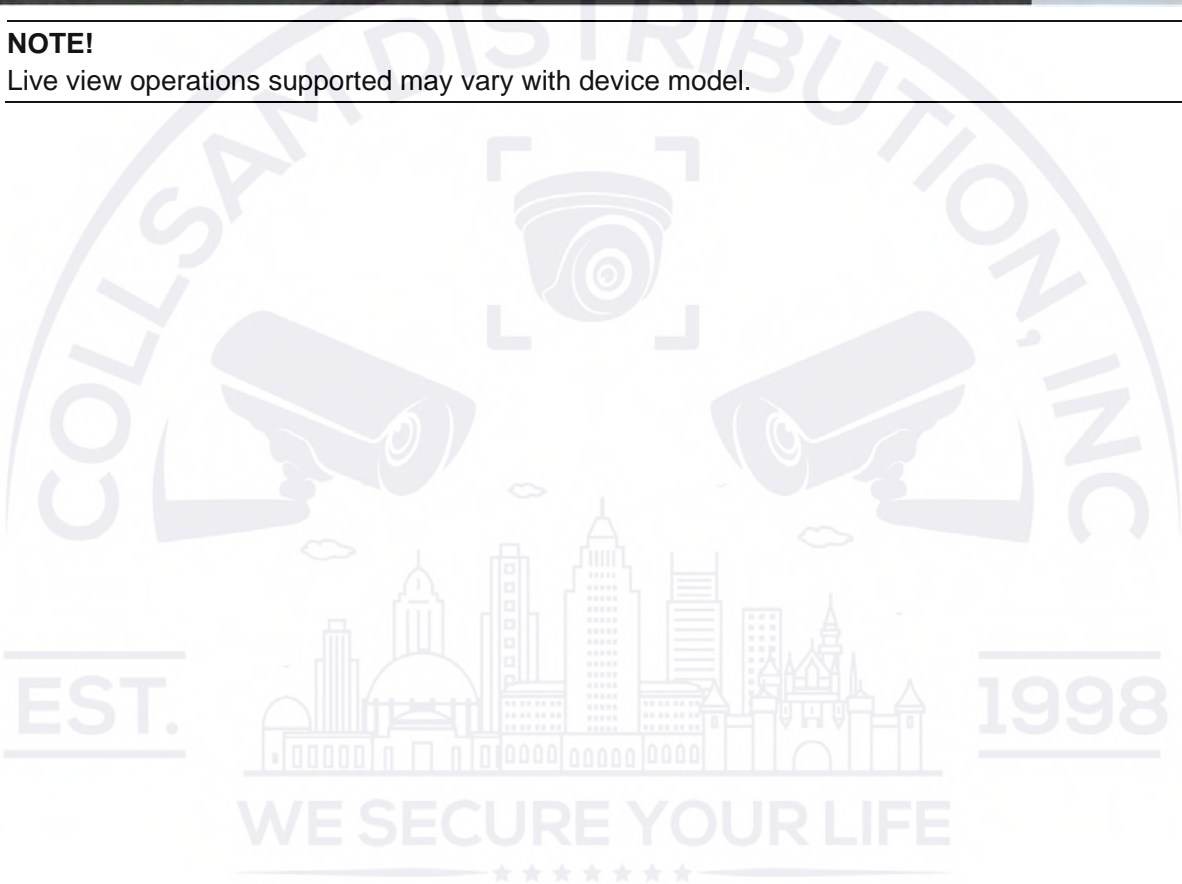 NOTE!
Live view operations supported may vary with device model.
COLLSAM DISTRIBUTION, INC
EST.
1998
WE SECURE YOUR LIFE